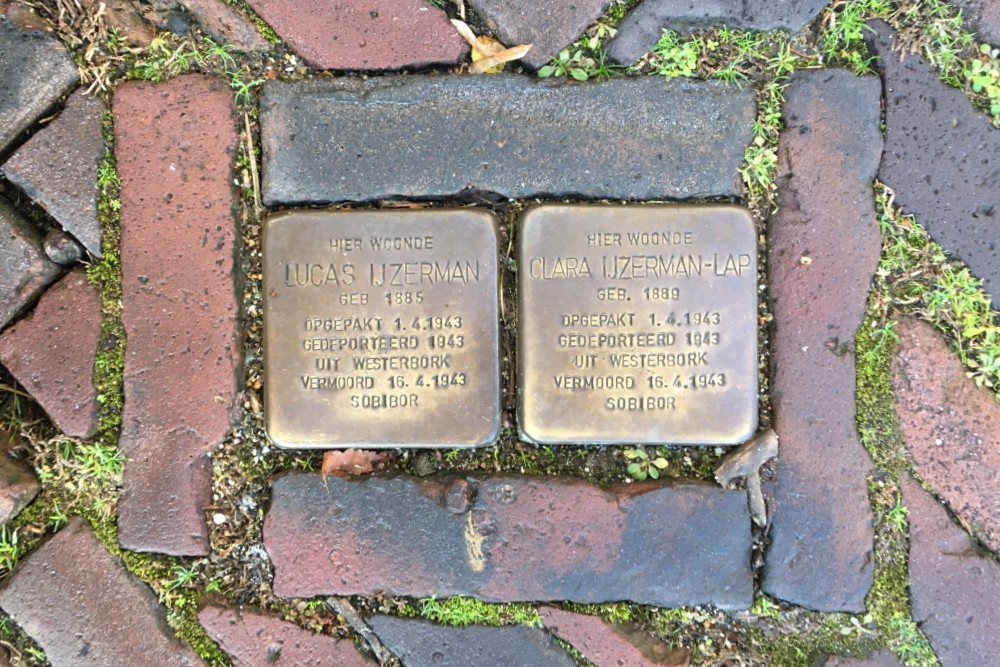 HIER WOONDE
LUCAS IJZERMAN
GEB 1885
OPGEPAKT 1.4.1943
GEDEPORTEERD 1943
UIT WESTERBORK
VERMOORD 16.4.1943
SOBIBOR
HIER WOONDE
CLARA IJZERMAN-LAP
GEB. 1889
OPGEPAKT 1.4.1943
GEDEPORTEERD 1943
UIT WESTERBORK
VERMOORD 16.4.1943
SOBIBOR